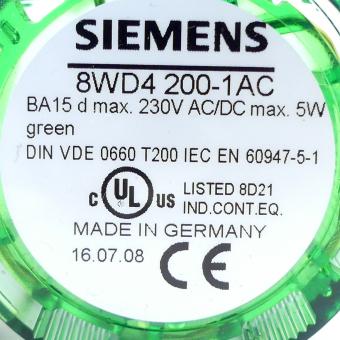 SIEMENS
8WD4 200-1AC
BA15 d max. 230V AC/DC max. 5W
green
DIN VDE 0660 T200 IEC EN 60947-5-1
C UL US LISTED 8D21
IND.CONT.EQ.
MADE IN GERMANY
16.07.08 CE